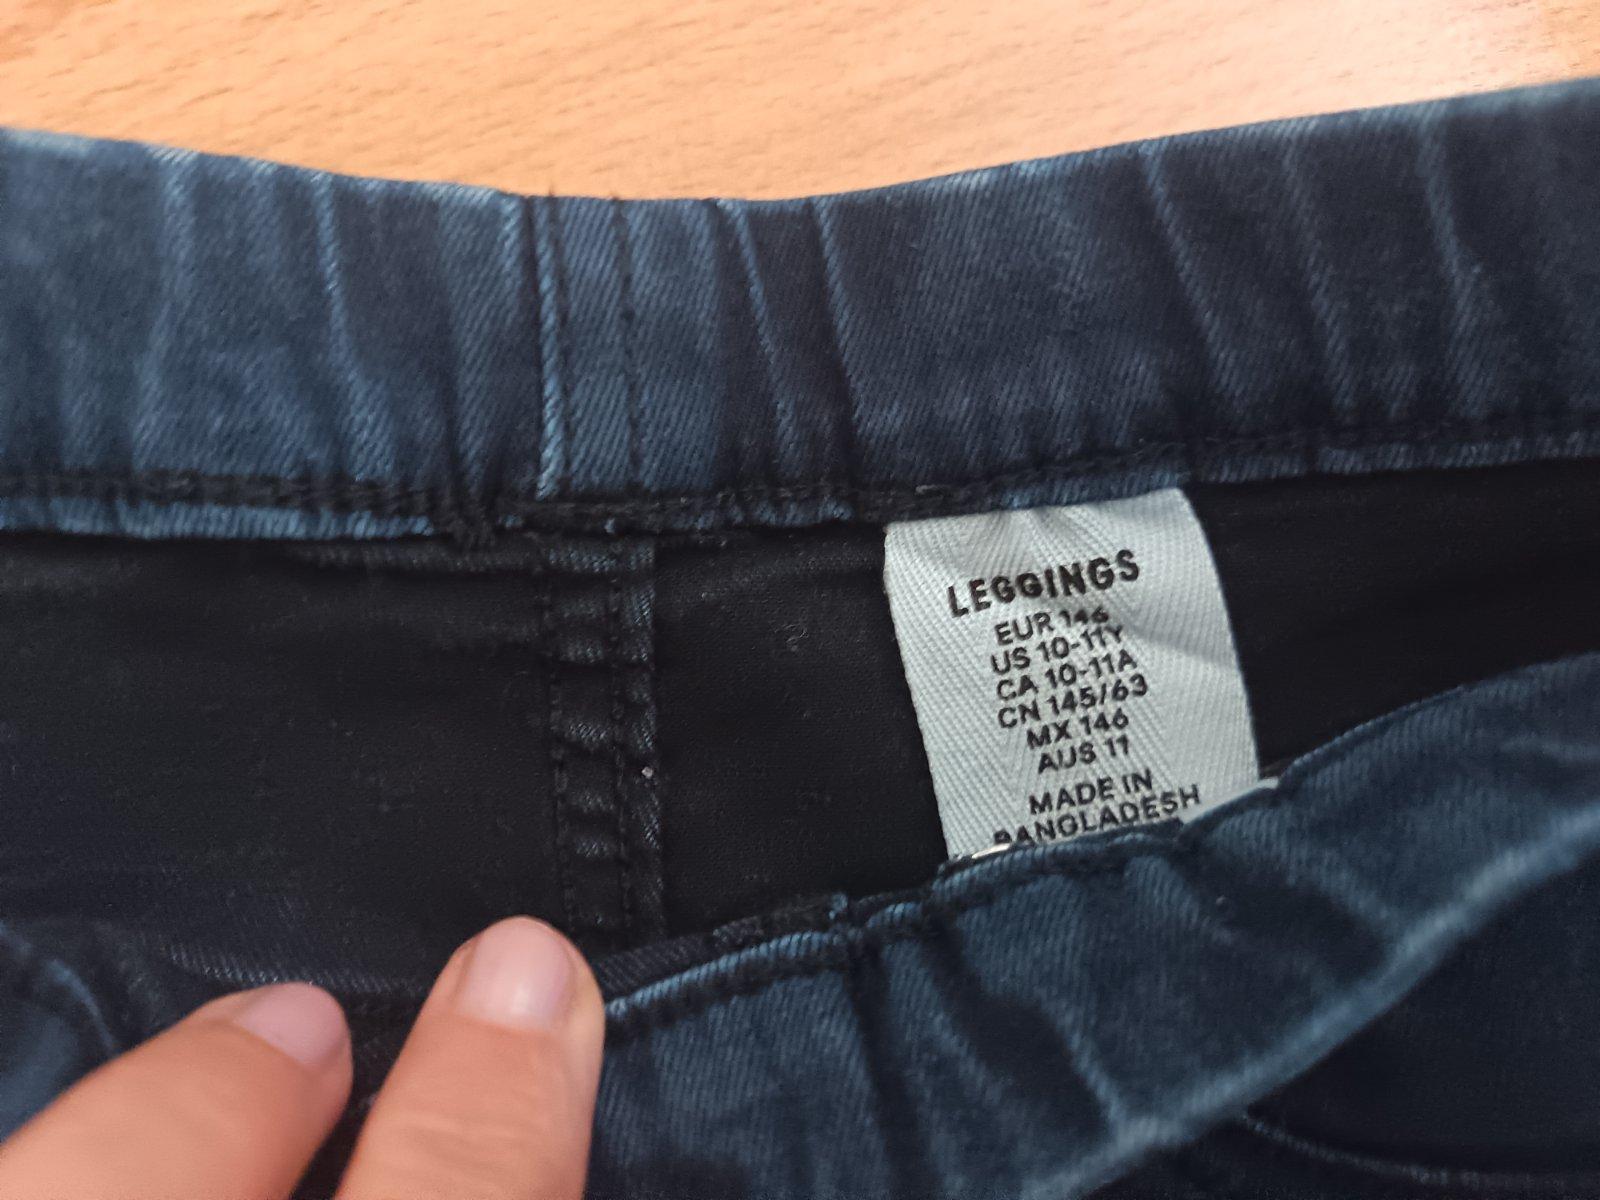 LEGGINGS
EUR 146
US 10-11Y
CA 10-11A
CN 145/63
MX 146
AUS 11
MADE IN
BANGLADESH